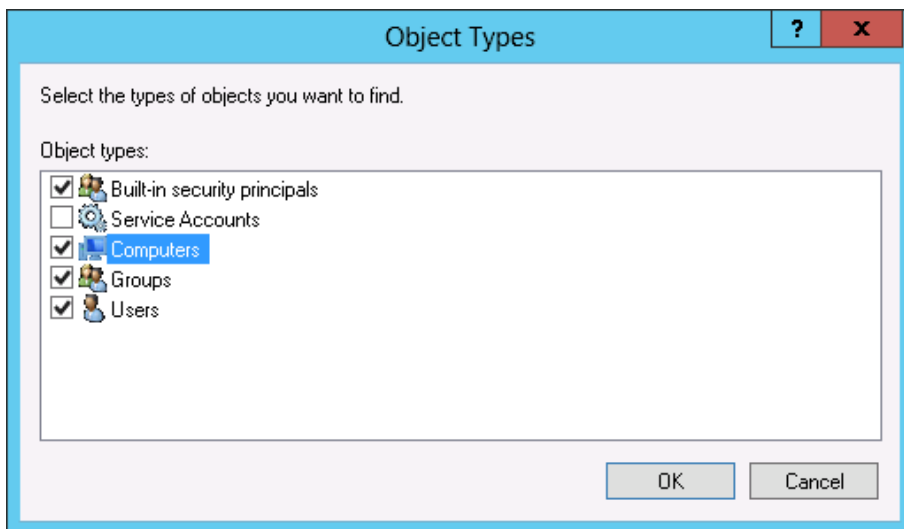 Object Types
?
x
Select the types of objects you want to find.
Object types:
Built-in security principals
Service Accounts
Computers
Groups
Users
OK
Cancel